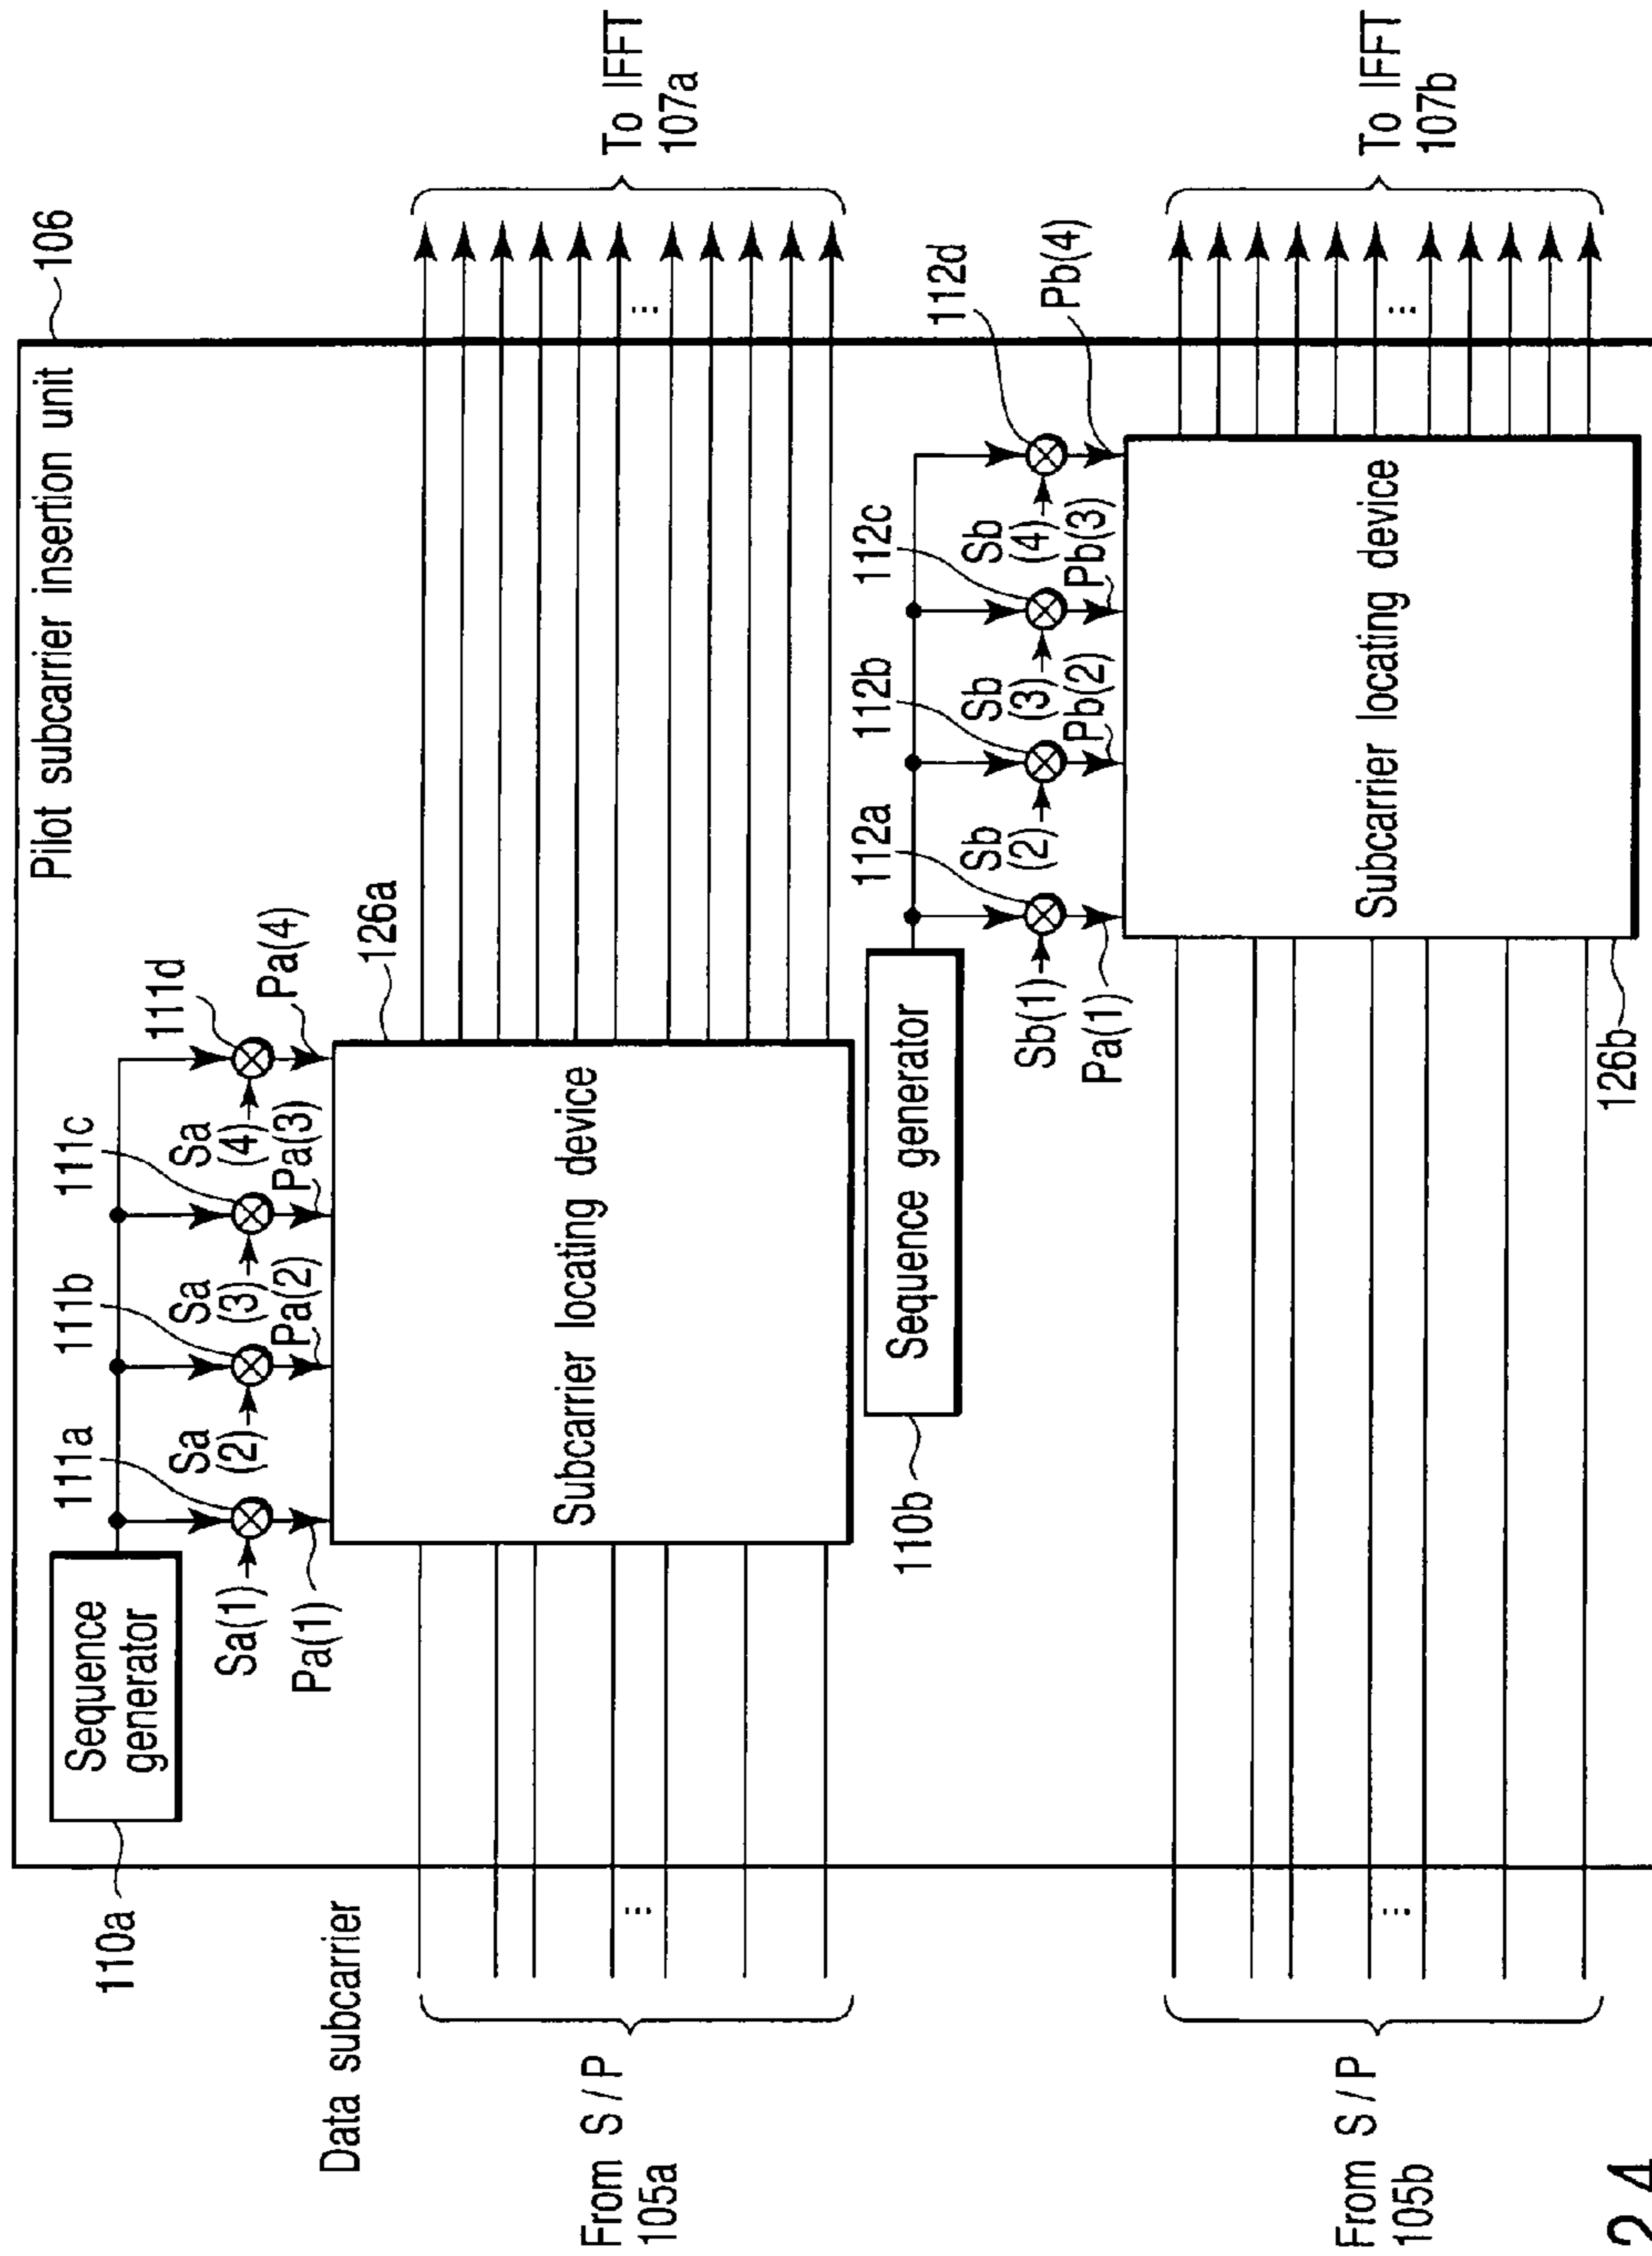 Pilot subcarrier insertion unit
106
110a
Sequence
generator
111a
111b
111c
111d
Sa(1)
Sa
(2)
Sa
(3)
Sa
(4)
Pa(1)
Pa(2)
Pa(3)
Pa(4)
126a
Data subcarrier
Subcarrier locating device
...
...
From S / P
105a
To IFFT
107a
110b
Sequence generator
112a
112b
112c
112d
Sb(1)
Sb
(2)
Sb
(3)
Sb
(4)
Pa(1)
Pb(2)
Pb(3)
Pb(4)
Subcarrier locating device
...
...
From S / P
105b
To IFFT
107b
126b
24